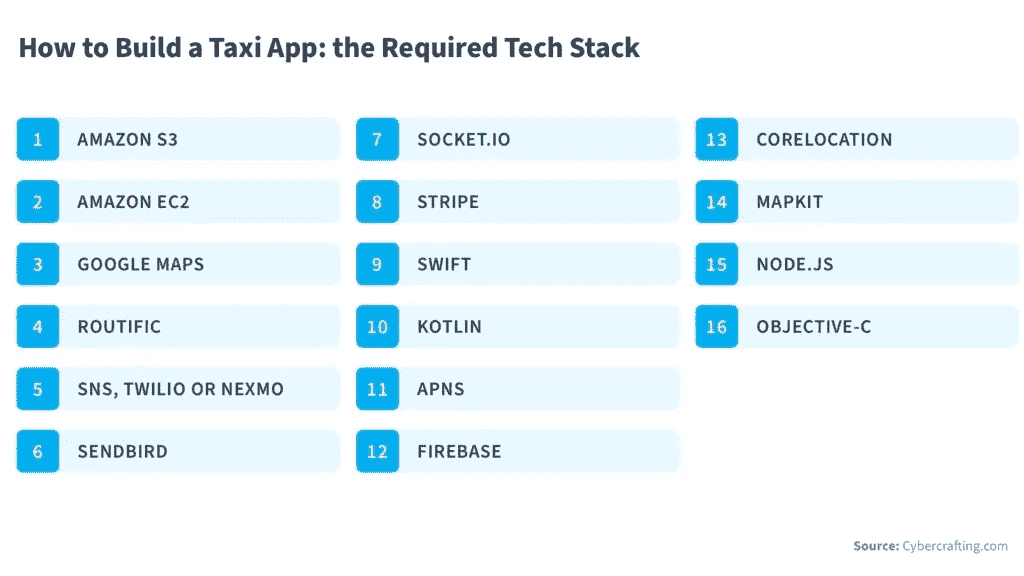 How to Build a Taxi App: the Required Tech Stack
1 AMAZON S3
2 AMAZON EC2
3 GOOGLE MAPS
4 ROUTIFIC
5 SNS, TWILIO OR NEXMO
6 SENDBIRD
7 SOCKET.IO
8 STRIPE
9 SWIFT
10 KOTLIN
11 APNS
12 FIREBASE
13 CORELOCATION
14 MAPKIT
15 NODE.JS
16 OBJECTIVE-C
Source: Cybercrafting.com